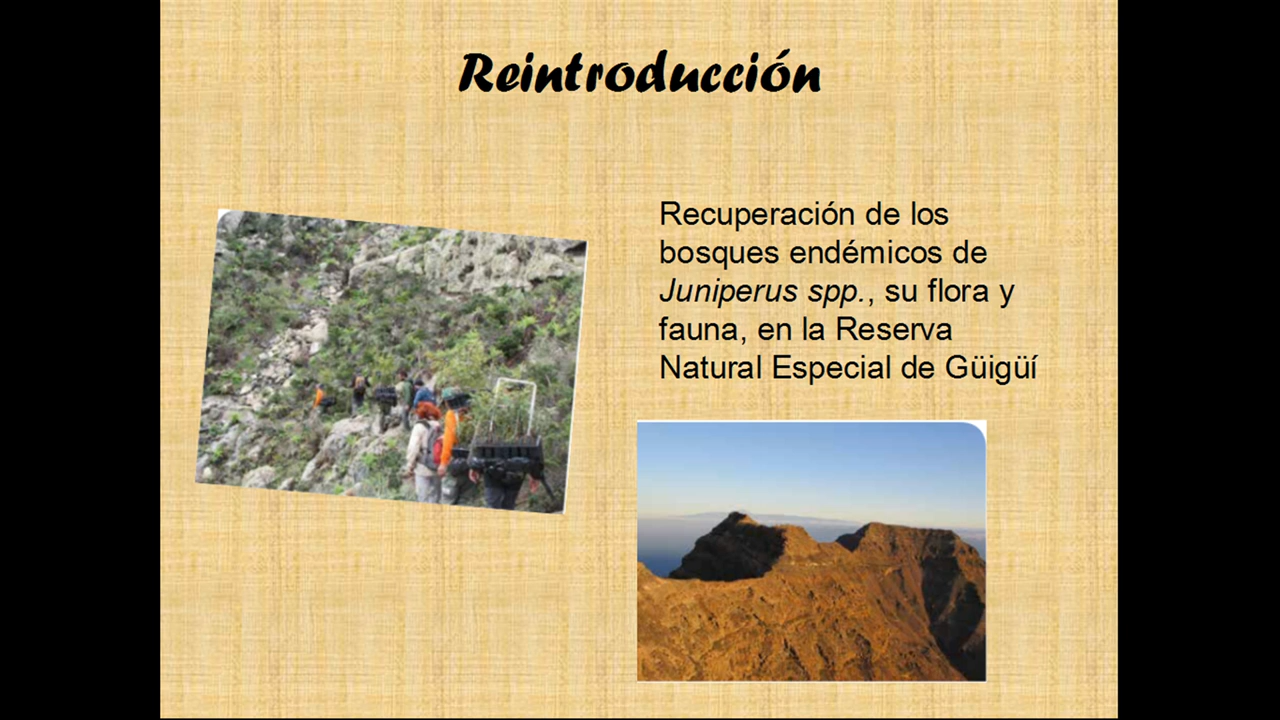 Reintroducción
Recuperación de los
bosques endémicos de
Juniperus spp., su flora y
fauna, en la Reserva
Natural Especial de Güigüí